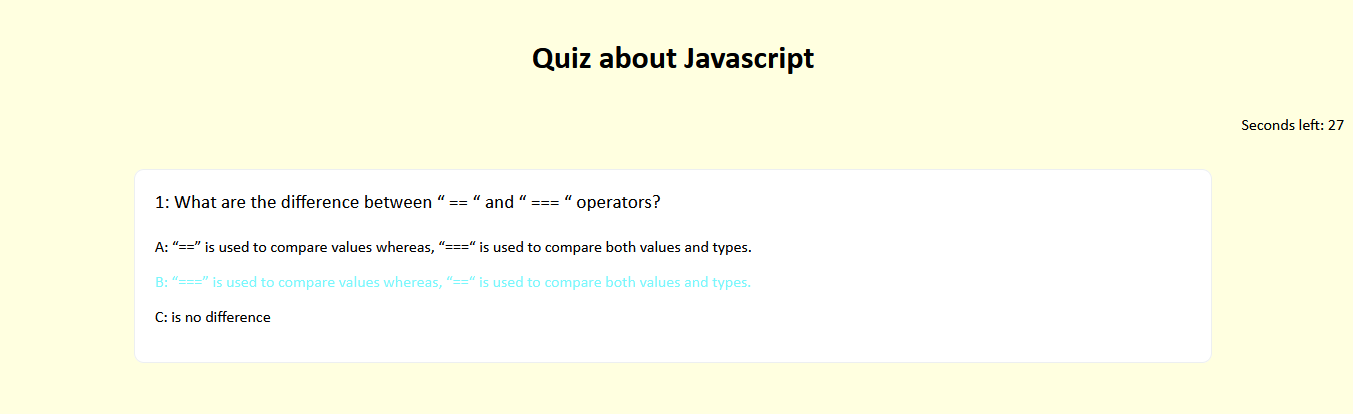 Quiz about Javascript
Seconds left: 27
1: What are the difference between “ == “ and “ === “ operators?
A: “==” is used to compare values whereas, “===“ is used to compare both values and types.
B: “===” is used to compare values whereas, “==“ is used to compare both values and types.
C: is no difference